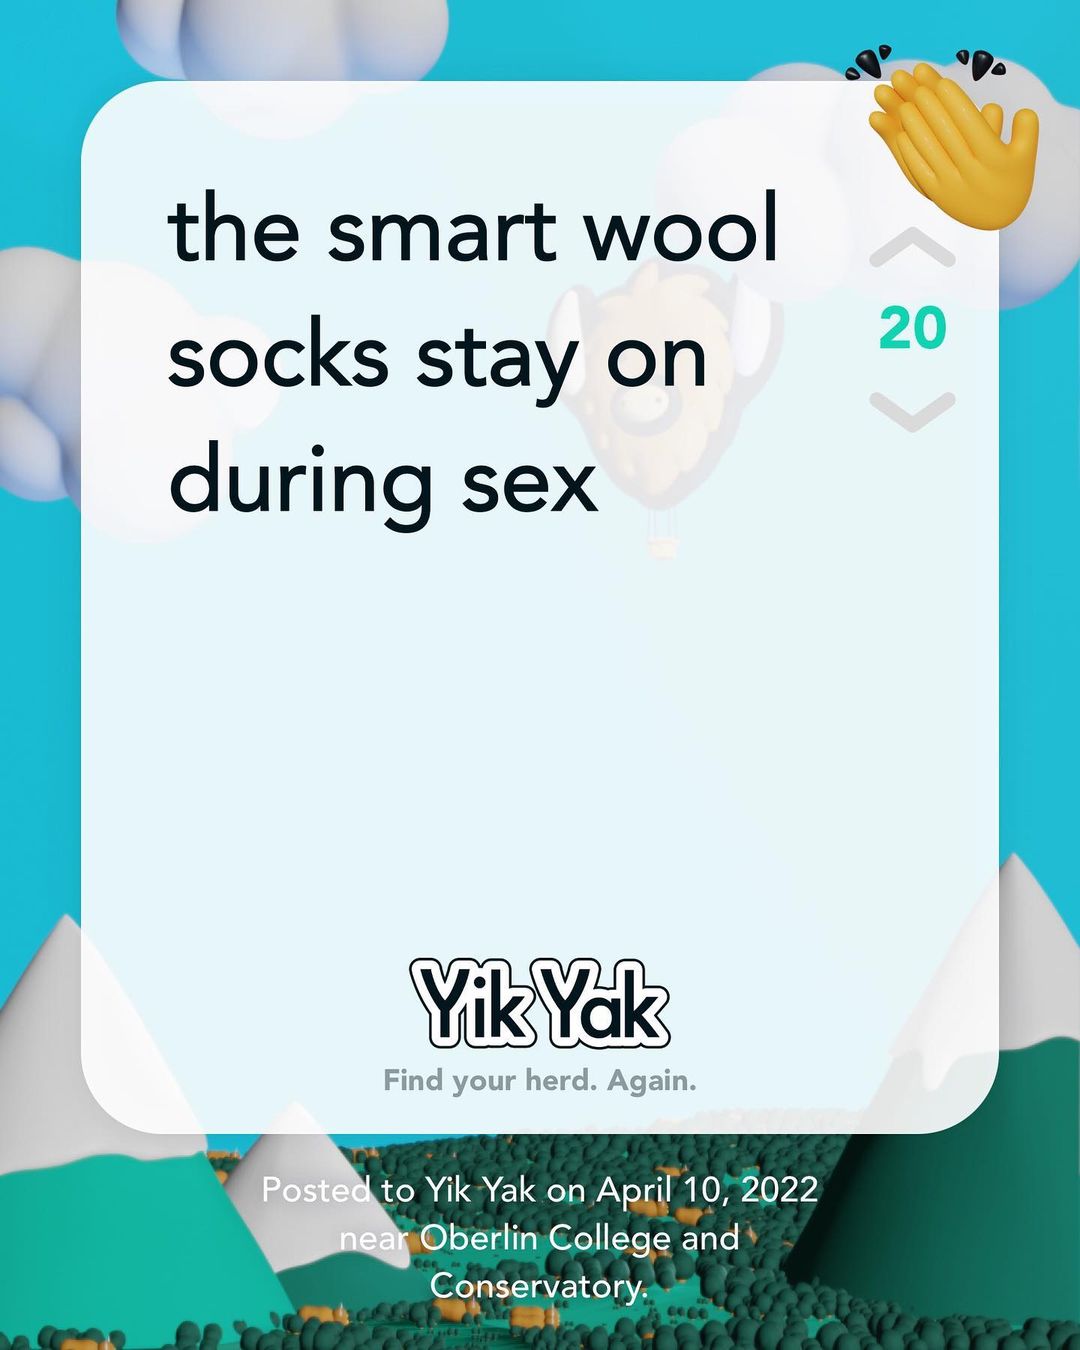 the smart wool
socks stay on
during sex
20
Yik Yak
Find your herd. Again.
Posted to Yik Yak on April 10, 2022
near Oberlin College and
Conservatory.